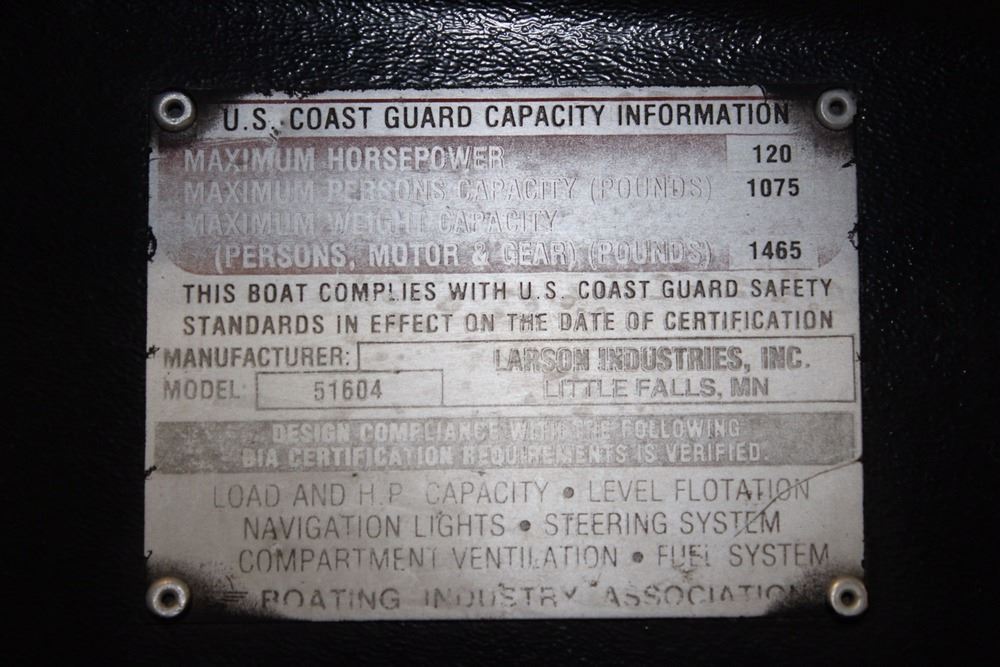 U.S. COAST GUARD CAPACITY INFORMATION
MAXIMUM HORSEPOWER 120
MAXIMUM PERSONS CAPACITY (POUNDS) 1075
MAXIMUM WEIGHT CAPACITY
(PERSONS, MOTOR & GEAR) (POUNDS) 1465
THIS BOAT COMPLIES WITH U.S. COAST GUARD SAFETY
STANDARDS IN EFFECT ON THE DATE OF CERTIFICATION
MANUFACTURER: LARSON INDUSTRIES, INC.
MODEL 51604 LITTLE FALLS, MN
DESIGN COMPLIANCE WITH THE FOLLOWING
BIA CERTIFICATION REQUIREMENTS IS VERIFIED.
LOAD AND H.P. CAPACITY • LEVEL FLOTATION
NAVIGATION LIGHTS • STEERING SYSTEM
COMPARTMENT VENTILATION • FUEL SYSTEM
BOATING INDUSTRY ASSOCIATION